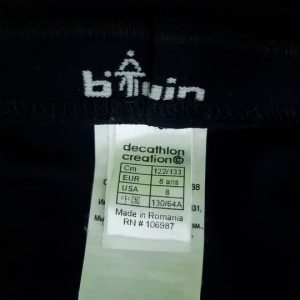 b'twin
decathlon
creation©
Cm 122/133
EUR 8 ans
USA 8
130/64A
Made in Romania
RN # 106987